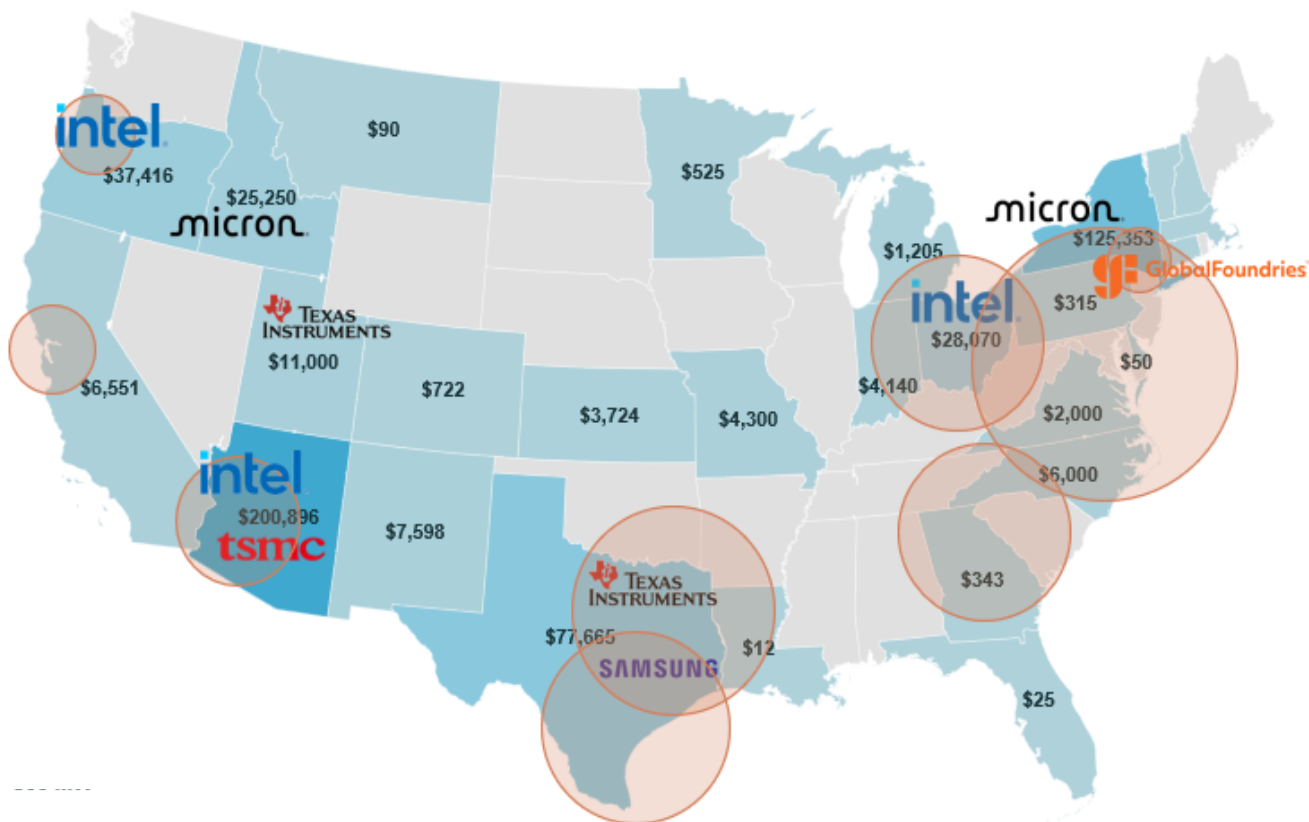 intel.
$37,416
$90
$25,250
micron.
$525
micron.
$125,353
GlobalFoundries
$1,205
$315
intel.
$28,070
$50
TEXAS
INSTRUMENTS
$11,000
$6,551
$722
$3,724
$4,300
$4,140
$2,000
$6,000
intel.
$200,896
tsmc
$7,598
TEXAS
INSTRUMENTS
$77,665
SAMSUNG
$12
$343
$25